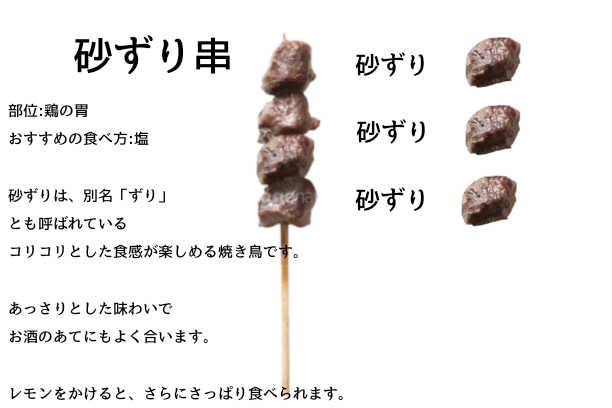 砂ずり串
部位:鶏の胃
おすすめの食べ方:塩
砂ずりは、別名「ずり」
とも呼ばれている
コリコリとした食感が楽しめる焼き鳥です。
あっさりとした味わいで
お酒のあてにもよく合います。
レモンをかけると、さらにさっぱり食べられます。
砂ずり
砂ずり
砂ずり